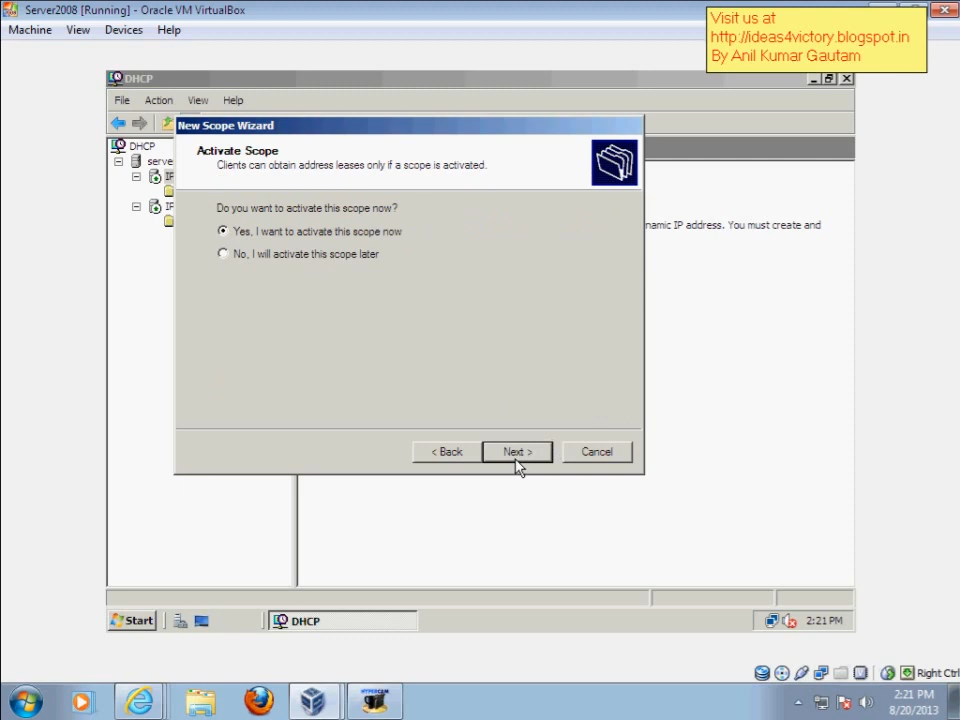 Server2008 [Running] - Oracle VM VirtualBox
Machine View Devices Help
Visit us at
http://ideas4victory.blogspot.in
By Anil Kumar Gautam
DHCP
File Action View Help
New Scope Wizard
DHCP
serve
IP
IP
Activate Scope
Clients can obtain address leases only if a scope is activated.
Do you want to activate this scope now?
Yes, I want to activate this scope now
No, I will activate this scope later
namic IP address. You must create and
< Back Next > Cancel
Start DHCP 2:21 PM
Right Ctrl
2:21 PM
8/20/2013